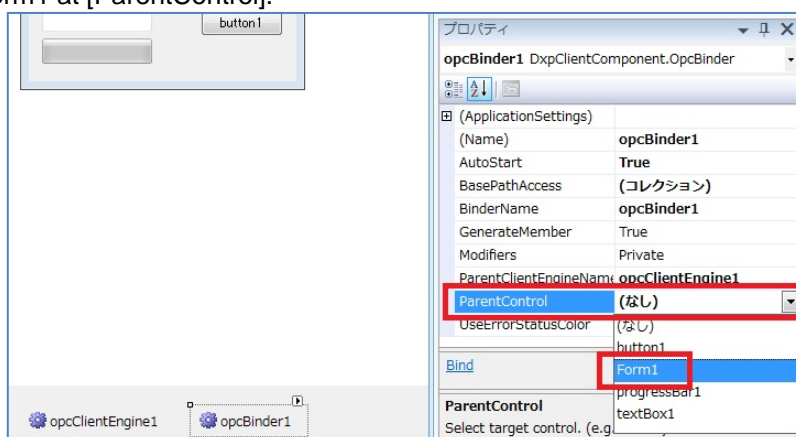 orm1 at [ParentControl].
button1
プロパティ
opcBinder1 DxpClientComponent.OpcBinder
(ApplicationSettings)
(Name) opcBinder1
AutoStart True
BasePathAccess (コレクション)
BinderName opcBinder1
GenerateMember True
Modifiers Private
ParentClientEngineName opcClientEngine1
ParentControl (なし)
UseErrorStatusColor (なし)
button1
Bind Form1
progressBar1
ParentControl textBox1
Select target control. (e.g.
opcClientEngine1 opcBinder1